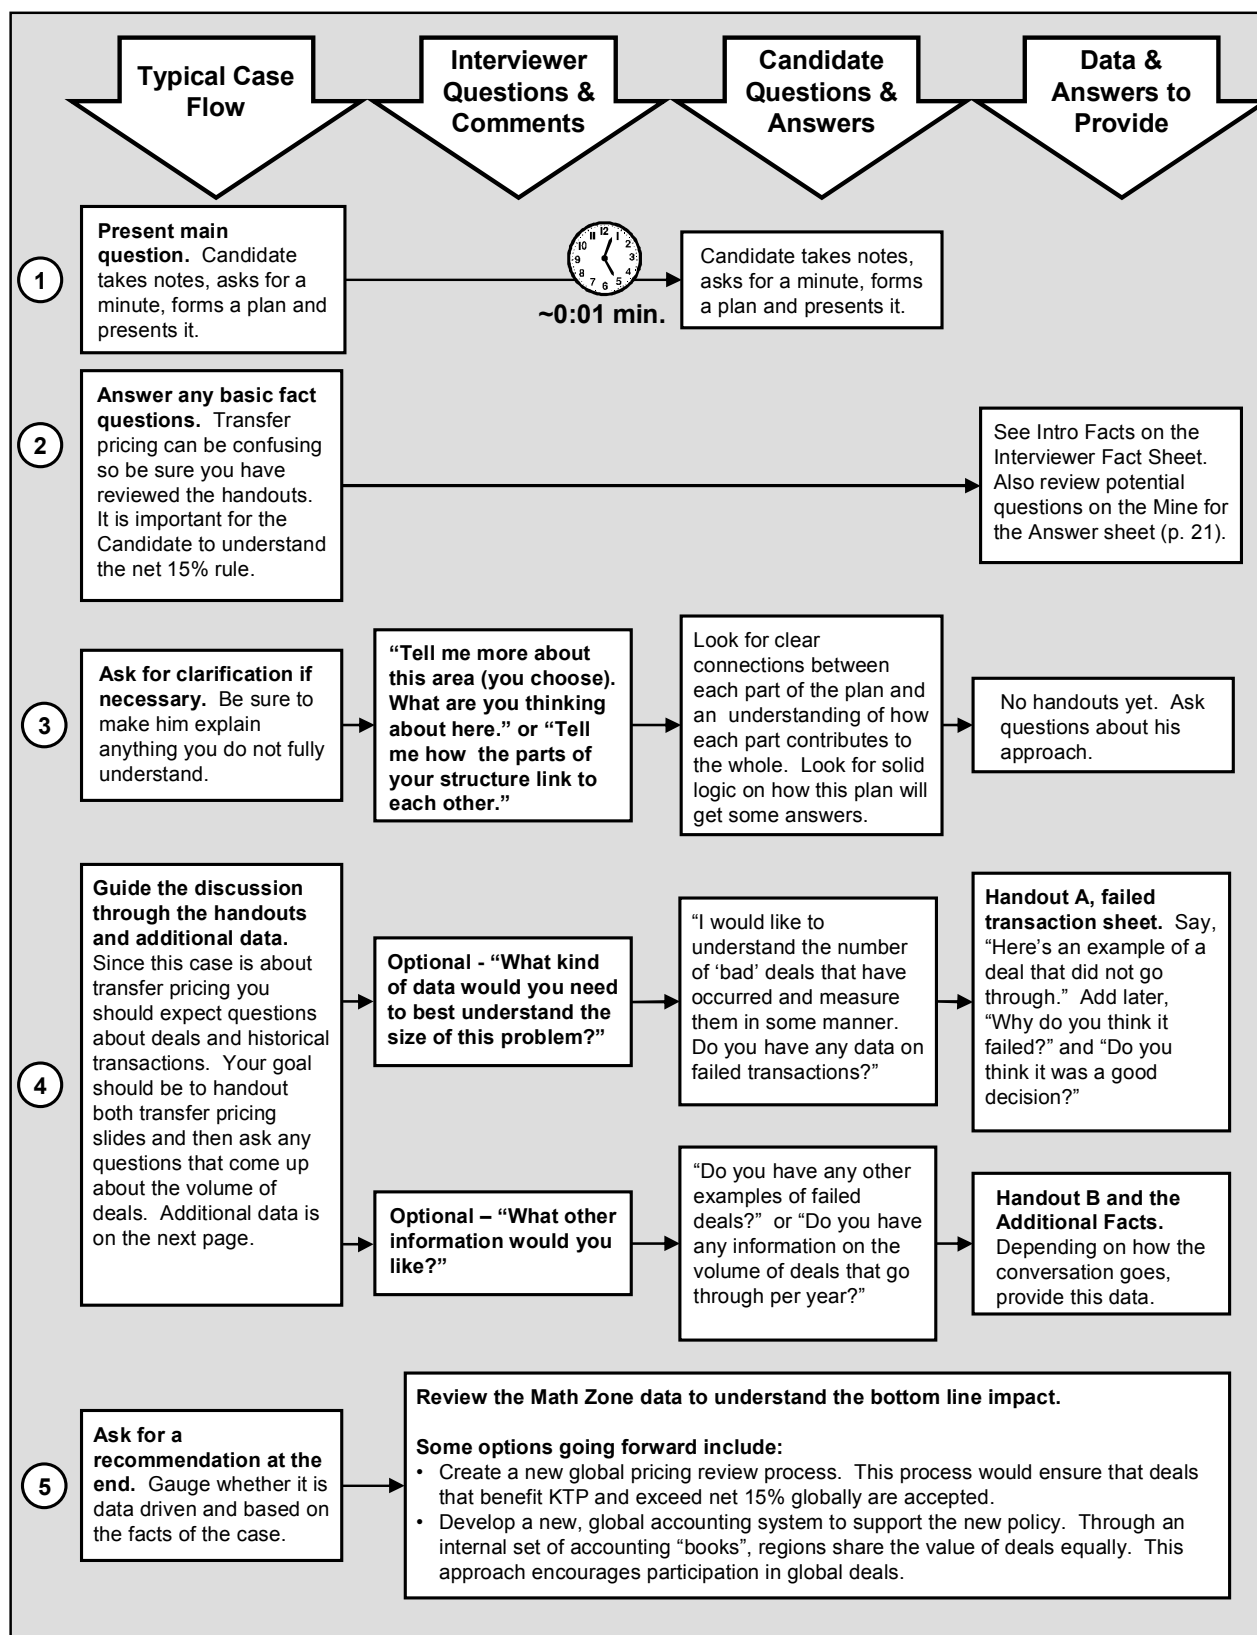 Typical Case
Flow
Interviewer
Questions &
Comments
Candidate
Questions &
Answers
Data &
Answers to
Provide
1
Present main
question. Candidate
takes notes, asks for a
minute, forms a plan and
presents it.
11 12 1
10 2
9 3
8 4
7 6 5
~0:01 min.
Candidate takes notes,
asks for a minute, forms
a plan and presents it.
2
Answer any basic fact
questions. Transfer
pricing can be confusing
so be sure you have
reviewed the handouts.
It is important for the
Candidate to understand
the net 15% rule.
See Intro Facts on the
Interviewer Fact Sheet.
Also review potential
questions on the Mine for
the Answer sheet (p. 21).
3
Ask for clarification if
necessary. Be sure to
make him explain
anything you do not fully
understand.
“Tell me more about
this area (you choose).
What are you thinking
about here.” or “Tell
me how the parts of
your structure link to
each other.”
Look for clear
connections between
each part of the plan and
an understanding of how
each part contributes to
the whole. Look for solid
logic on how this plan will
get some answers.
No handouts yet. Ask
questions about his
approach.
4
Guide the discussion
through the handouts
and additional data.
Since this case is about
transfer pricing you
should expect questions
about deals and historical
transactions. Your goal
should be to handout
both transfer pricing
slides and then ask any
questions that come up
about the volume of
deals. Additional data is
on the next page.
Optional - “What kind
of data would you need
to best understand the
size of this problem?”
“I would like to
understand the number
of ‘bad’ deals that have
occurred and measure
them in some manner.
Do you have any data on
failed transactions?”
Handout A, failed
transaction sheet. Say,
“Here’s an example of a
deal that did not go
through.” Add later,
“Why do you think it
failed?” and “Do you
think it was a good
decision?”
Optional – “What other
information would you
like?”
“Do you have any other
examples of failed
deals?” or “Do you have
any information on the
volume of deals that go
through per year?”
Handout B and the
Additional Facts.
Depending on how the
conversation goes,
provide this data.
5
Ask for a
recommendation at the
end. Gauge whether it is
data driven and based on
the facts of the case.
Review the Math Zone data to understand the bottom line impact.
Some options going forward include:
• Create a new global pricing review process. This process would ensure that deals
that benefit KTP and exceed net 15% globally are accepted.
• Develop a new, global accounting system to support the new policy. Through an
internal set of accounting “books”, regions share the value of deals equally. This
approach encourages participation in global deals.